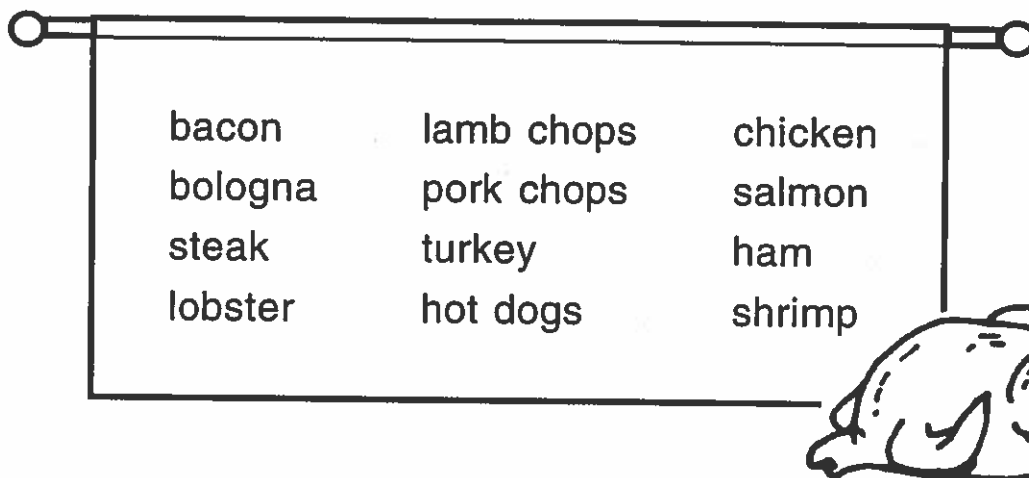 bacon lamb chops chicken
bologna pork chops salmon
steak turkey ham
lobster hot dogs shrimp